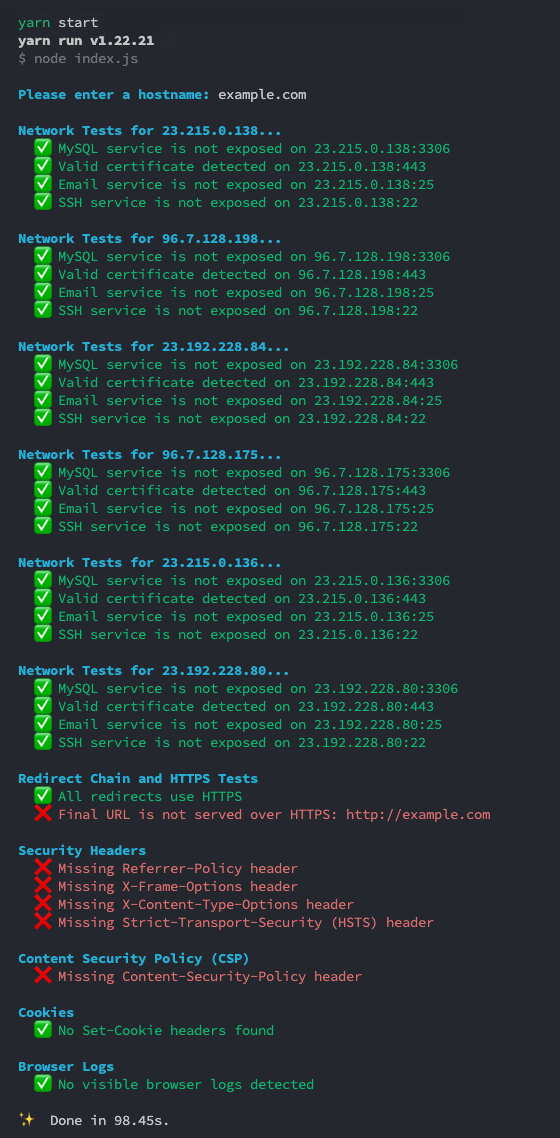 yarn start
yarn run v1.22.21
$ node index.js
Please enter a hostname: example.com
Network Tests for 23.215.0.138...
✅ MySQL service is not exposed on 23.215.0.138:3306
✅ Valid certificate detected on 23.215.0.138:443
✅ Email service is not exposed on 23.215.0.138:25
✅ SSH service is not exposed on 23.215.0.138:22
Network Tests for 96.7.128.198...
✅ MySQL service is not exposed on 96.7.128.198:3306
✅ Valid certificate detected on 96.7.128.198:443
✅ Email service is not exposed on 96.7.128.198:25
✅ SSH service is not exposed on 96.7.128.198:22
Network Tests for 23.192.228.84...
✅ MySQL service is not exposed on 23.192.228.84:3306
✅ Valid certificate detected on 23.192.228.84:443
✅ Email service is not exposed on 23.192.228.84:25
✅ SSH service is not exposed on 23.192.228.84:22
Network Tests for 96.7.128.175...
✅ MySQL service is not exposed on 96.7.128.175:3306
✅ Valid certificate detected on 96.7.128.175:443
✅ Email service is not exposed on 96.7.128.175:25
✅ SSH service is not exposed on 96.7.128.175:22
Network Tests for 23.215.0.136...
✅ MySQL service is not exposed on 23.215.0.136:3306
✅ Valid certificate detected on 23.215.0.136:443
✅ Email service is not exposed on 23.215.0.136:25
✅ SSH service is not exposed on 23.215.0.136:22
Network Tests for 23.192.228.80...
✅ MySQL service is not exposed on 23.192.228.80:3306
✅ Valid certificate detected on 23.192.228.80:443
✅ Email service is not exposed on 23.192.228.80:25
✅ SSH service is not exposed on 23.192.228.80:22
Redirect Chain and HTTPS Tests
✅ All redirects use HTTPS
❌ Final URL is not served over HTTPS: http://example.com
Security Headers
❌ Missing Referrer-Policy header
❌ Missing X-Frame-Options header
❌ Missing X-Content-Type-Options header
❌ Missing Strict-Transport-Security (HSTS) header
Content Security Policy (CSP)
❌ Missing Content-Security-Policy header
Cookies
✅ No Set-Cookie headers found
Browser Logs
✅ No visible browser logs detected
✨ Done in 98.45s.